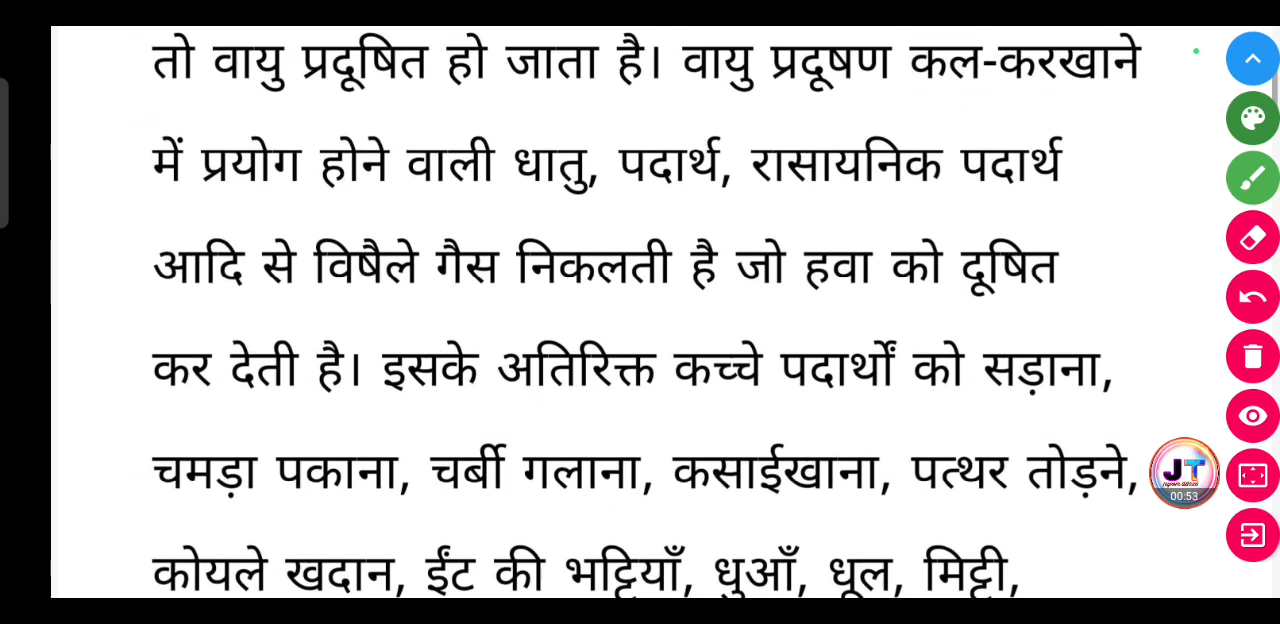 तो वायु प्रदूषित हो जाता है। वायु प्रदूषण कल-करखाने
में प्रयोग होने वाली धातु, पदार्थ, रासायनिक पदार्थ
आदि से विषैले गैस निकलती है जो हवा को दूषित
कर देती है। इसके अतिरिक्त कच्चे पदार्थों को सड़ाना,
चमड़ा पकाना, चर्बी गलाना, कसाईखाना, पत्थर तोड़ने,
JT
00:53
कोयले खदान, ईंट की भट्टियाँ, धुआँ, धूल, मिट्टी,